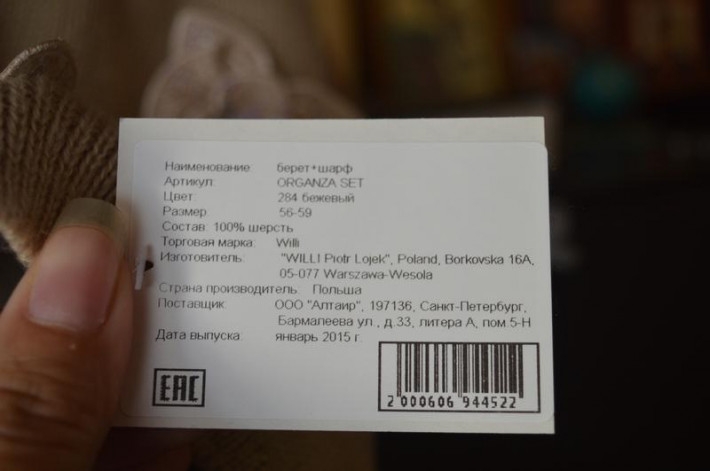 Наименование берет+шарф
Артикул: ORGANZA SET
Цвет 284 бежевый
Размер. 56-59
Состав: 100% шерсть
Торговая марка: Willi
Изготовитель: "WILLI Piotr Lojek", Poland, Borkovska 16A,
05-077 Warszawa-Wesola
Страна производитель: Польша
Поставщик: ООО "Алтаир", 197136, Санкт-Петербург,
Бармалеева ул., д.33, литера А, пом.5-Н
Дата выпуска: январь 2015 г.
EAC
2 000606 944522